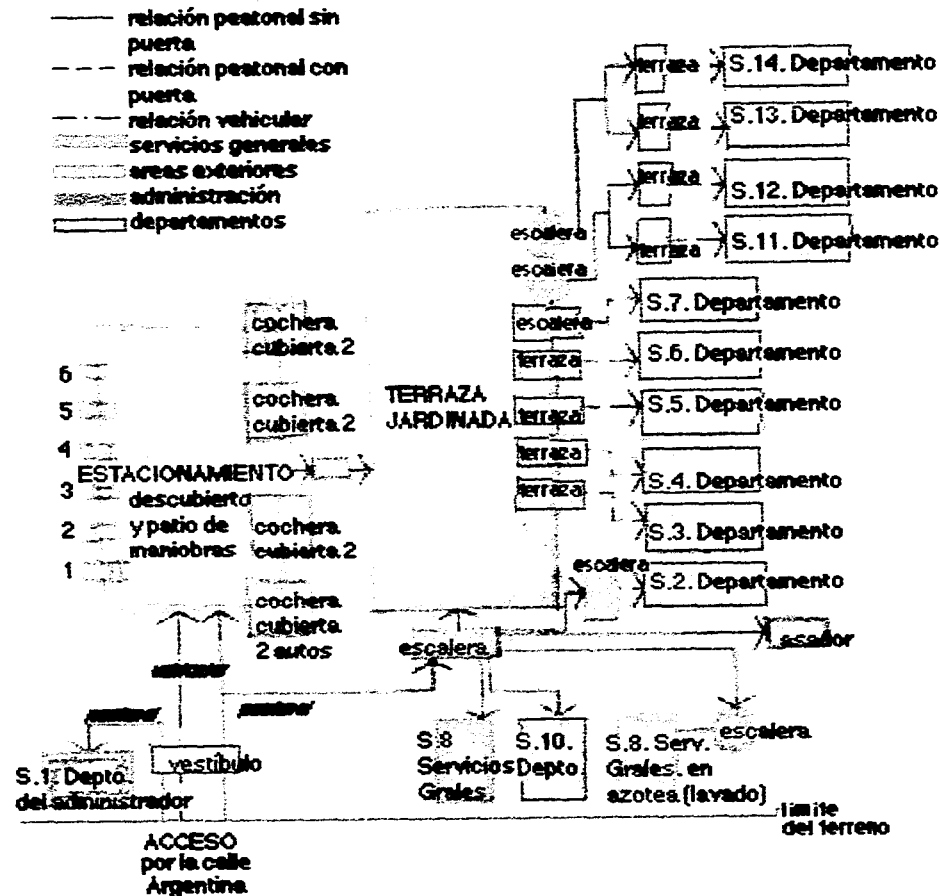 relación peatonal sin
puerta
relación peatonal con
puerta
relación vehicular
servicios generales
areas exteriores
administración
departamentos
terraza
S.14. Departamento
terraza
S.13. Departamento
terraza
S.12. Departamento
terraza
S.11. Departamento
escalera
escalera
escalera
S.7. Departamento
terraza
S.6. Departamento
terraza
S.5. Departamento
terraza
S.4. Departamento
terraza
S.3. Departamento
escalera
S.2. Departamento
cochera
cubierta 2
cochera
cubierta 2
TERRAZA
JARDINADA
6
5
4
3
2
1
ESTACIONAMIENTO
descubierto
y patio de
maniobras
cochera
cubierta 2
cochera
cubierta
2 autos
escalera
asador
S.1. Depto.
del administrador
vestíbulo
S.8
Servicios
Grales.
S.10.
Depto.
S.8. Serv.
Grales. en
azotea (lavado)
escalera
limite
del terreno
ACCESO
por la calle
Argentina